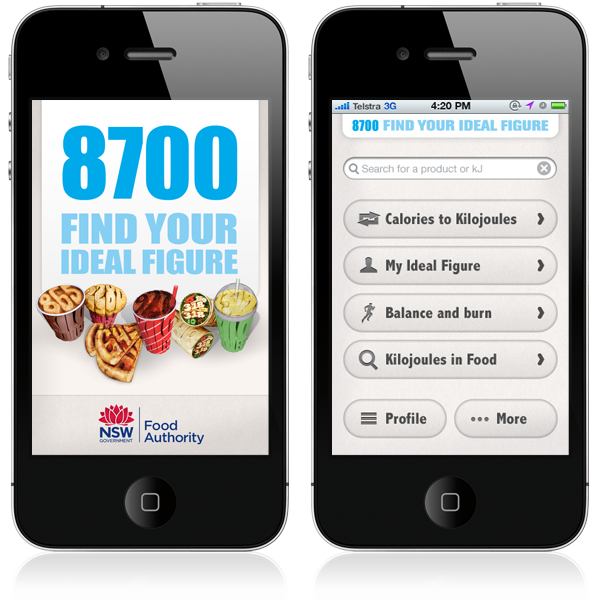 8700
FIND YOUR
IDEAL FIGURE
NSW
GOVERNMENT
Food
Authority
Telstra 3G
4:20 PM
8700 FIND YOUR IDEAL FIGURE
Search for a product or kJ
Calories to Kilojoules
My Ideal Figure
Balance and burn
Kilojoules in Food
Profile
More